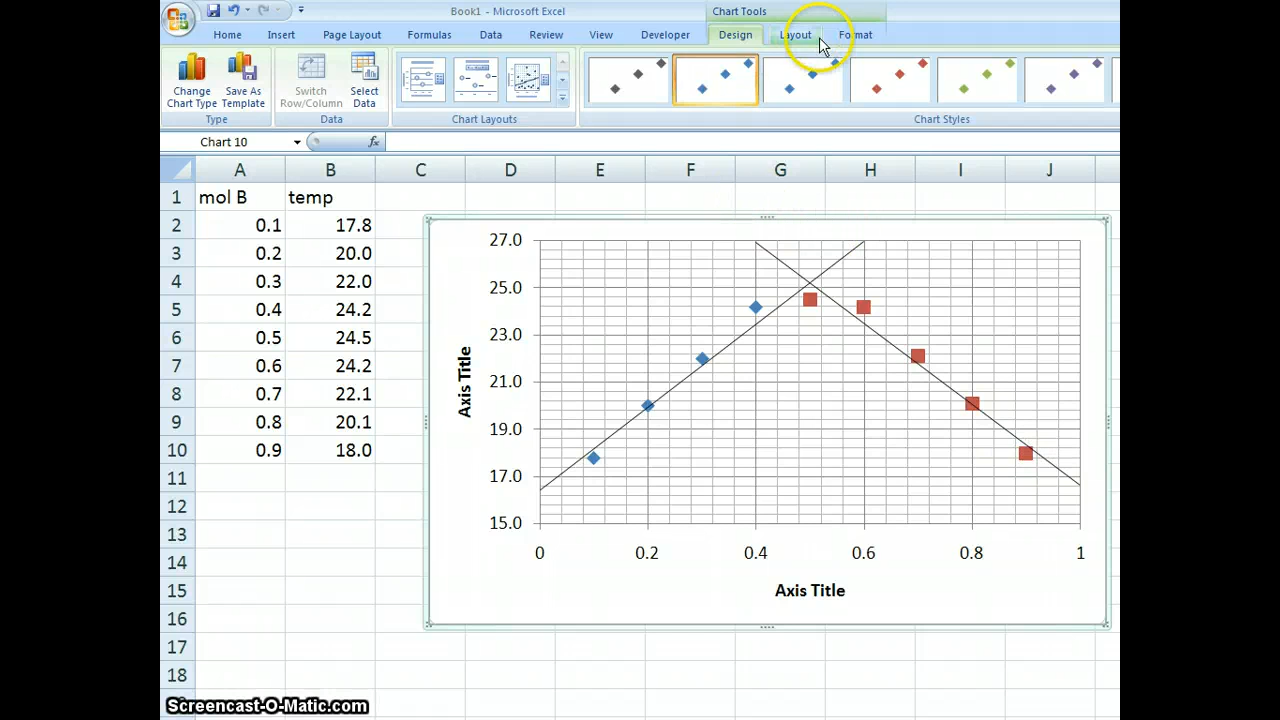 Book1 - Microsoft Excel
Chart Tools
Home Insert Page Layout Formulas Data Review View Developer Design Layout Format
Change Chart Type
Save As Template
Switch Row/Column
Select Data
Type Data Chart Layouts Chart Styles
Chart 10 fx
A B C D E F G H I J
1 mol B temp
2 0.1 17.8
3 0.2 20.0
4 0.3 22.0
5 0.4 24.2
6 0.5 24.5
7 0.6 24.2
8 0.7 22.1
9 0.8 20.1
10 0.9 18.0
11
12
13
14
15
16
17
18
27.0
25.0
23.0
21.0
19.0
17.0
15.0
Axis Title
0 0.2 0.4 0.6 0.8 1
Axis Title
Screencast-O-Matic.com